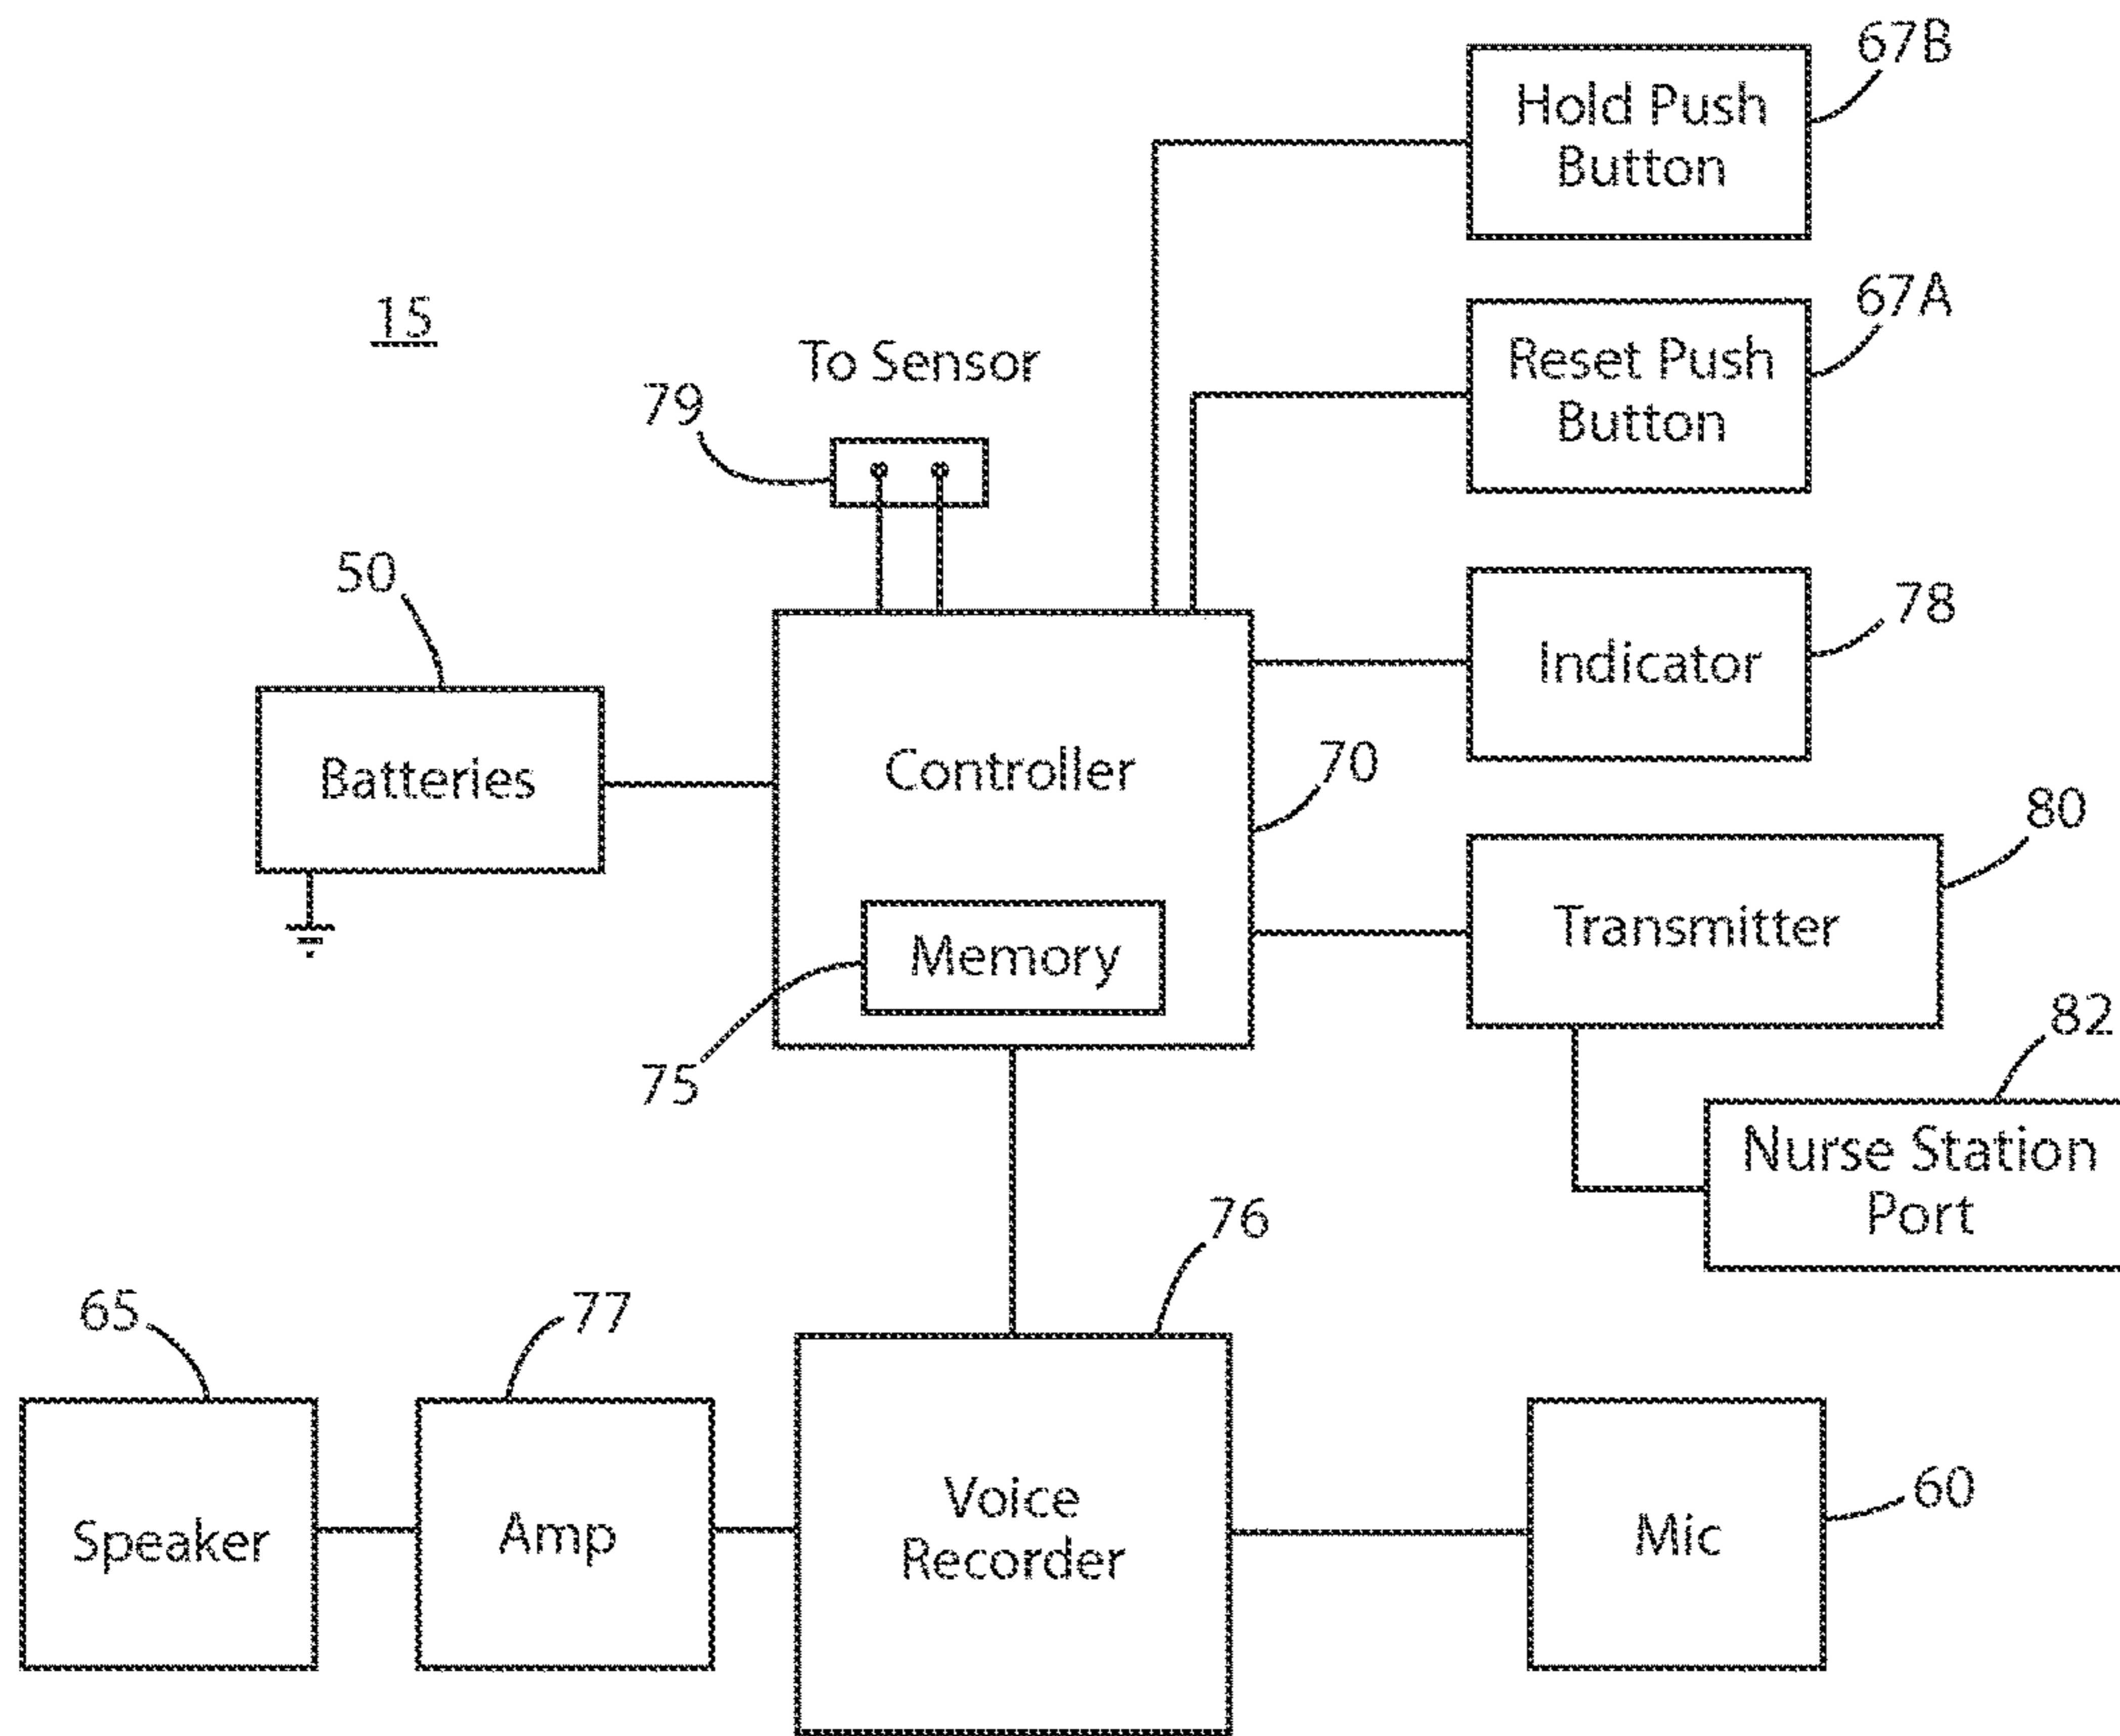 67B
Hold Push
Button
15
67A
To Sensor
Reset Push
Button
79
50
78
Indicator
Batteries
Controller
70
80
Memory
Transmitter
75
82
Nurse Station
Port
76
65
77
Speaker
Amp
Voice
Recorder
Mic
60